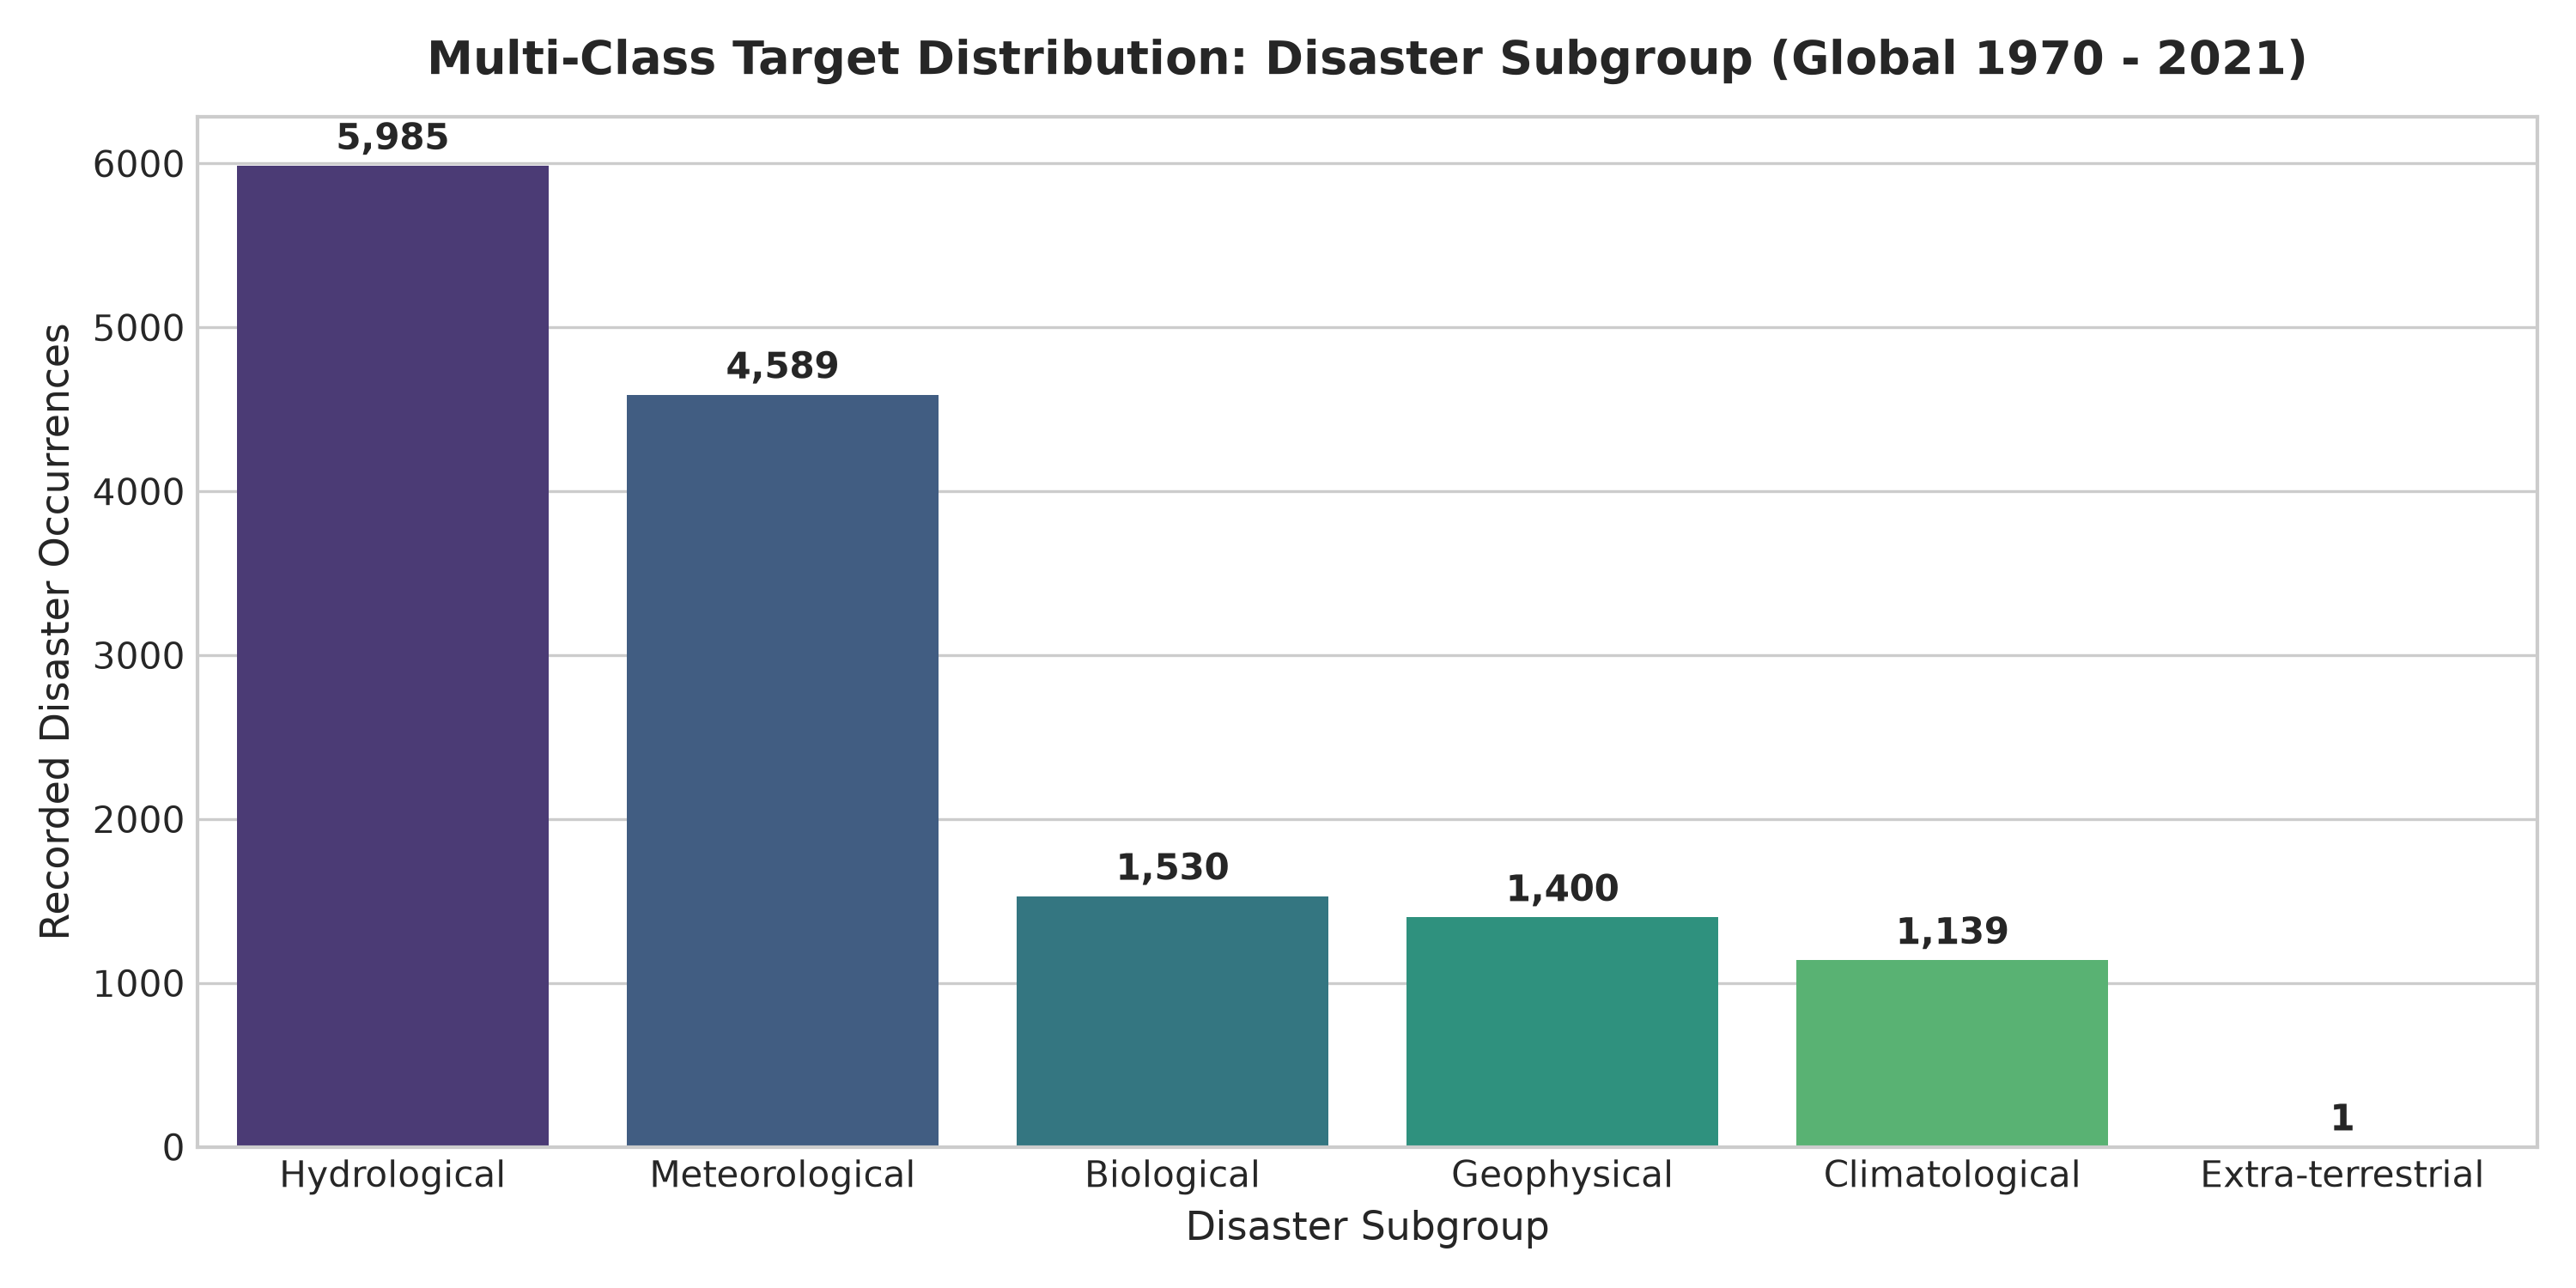 Multi-Class Target Distribution: Disaster Subgroup (Global 1970 - 2021)
5,985
4,589
1,530
1,400
1,139
1
6000
5000
4000
3000
2000
1000
0
Recorded Disaster Occurrences
Hydrological
Meteorological
Biological
Geophysical
Climatological
Extra-terrestrial
Disaster Subgroup